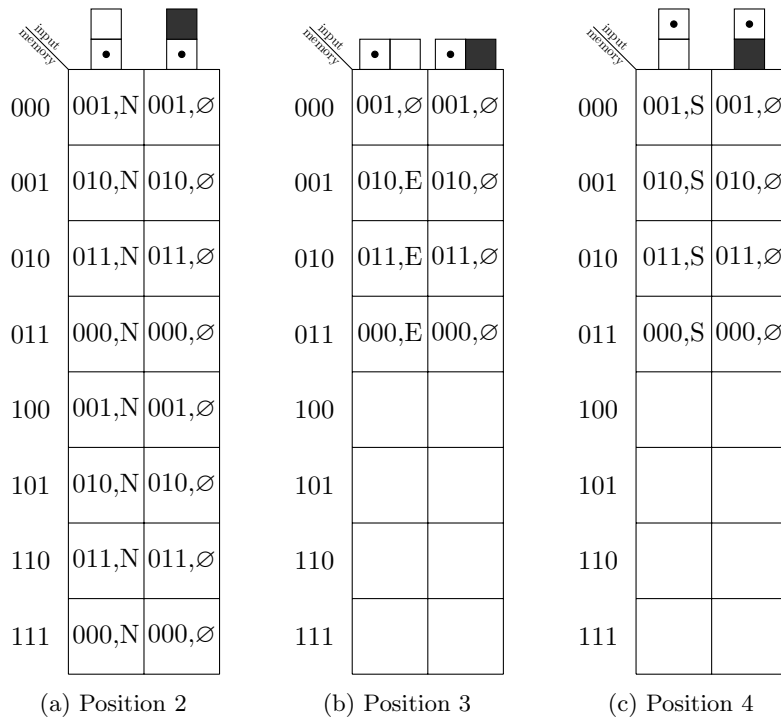 input memory input memory input memory
000 001,N 001,∅ 000 001,∅ 001,∅ 000 001,S 001,∅
001 010,N 010,∅ 001 010,E 010,∅ 001 010,S 010,∅
010 011,N 011,∅ 010 011,E 011,∅ 010 011,S 011,∅
011 000,N 000,∅ 011 000,E 000,∅ 011 000,S 000,∅
100 001,N 001,∅ 100 100
101 010,N 010,∅ 101 101
110 011,N 011,∅ 110 110
111 000,N 000,∅ 111 111
(a) Position 2 (b) Position 3 (c) Position 4